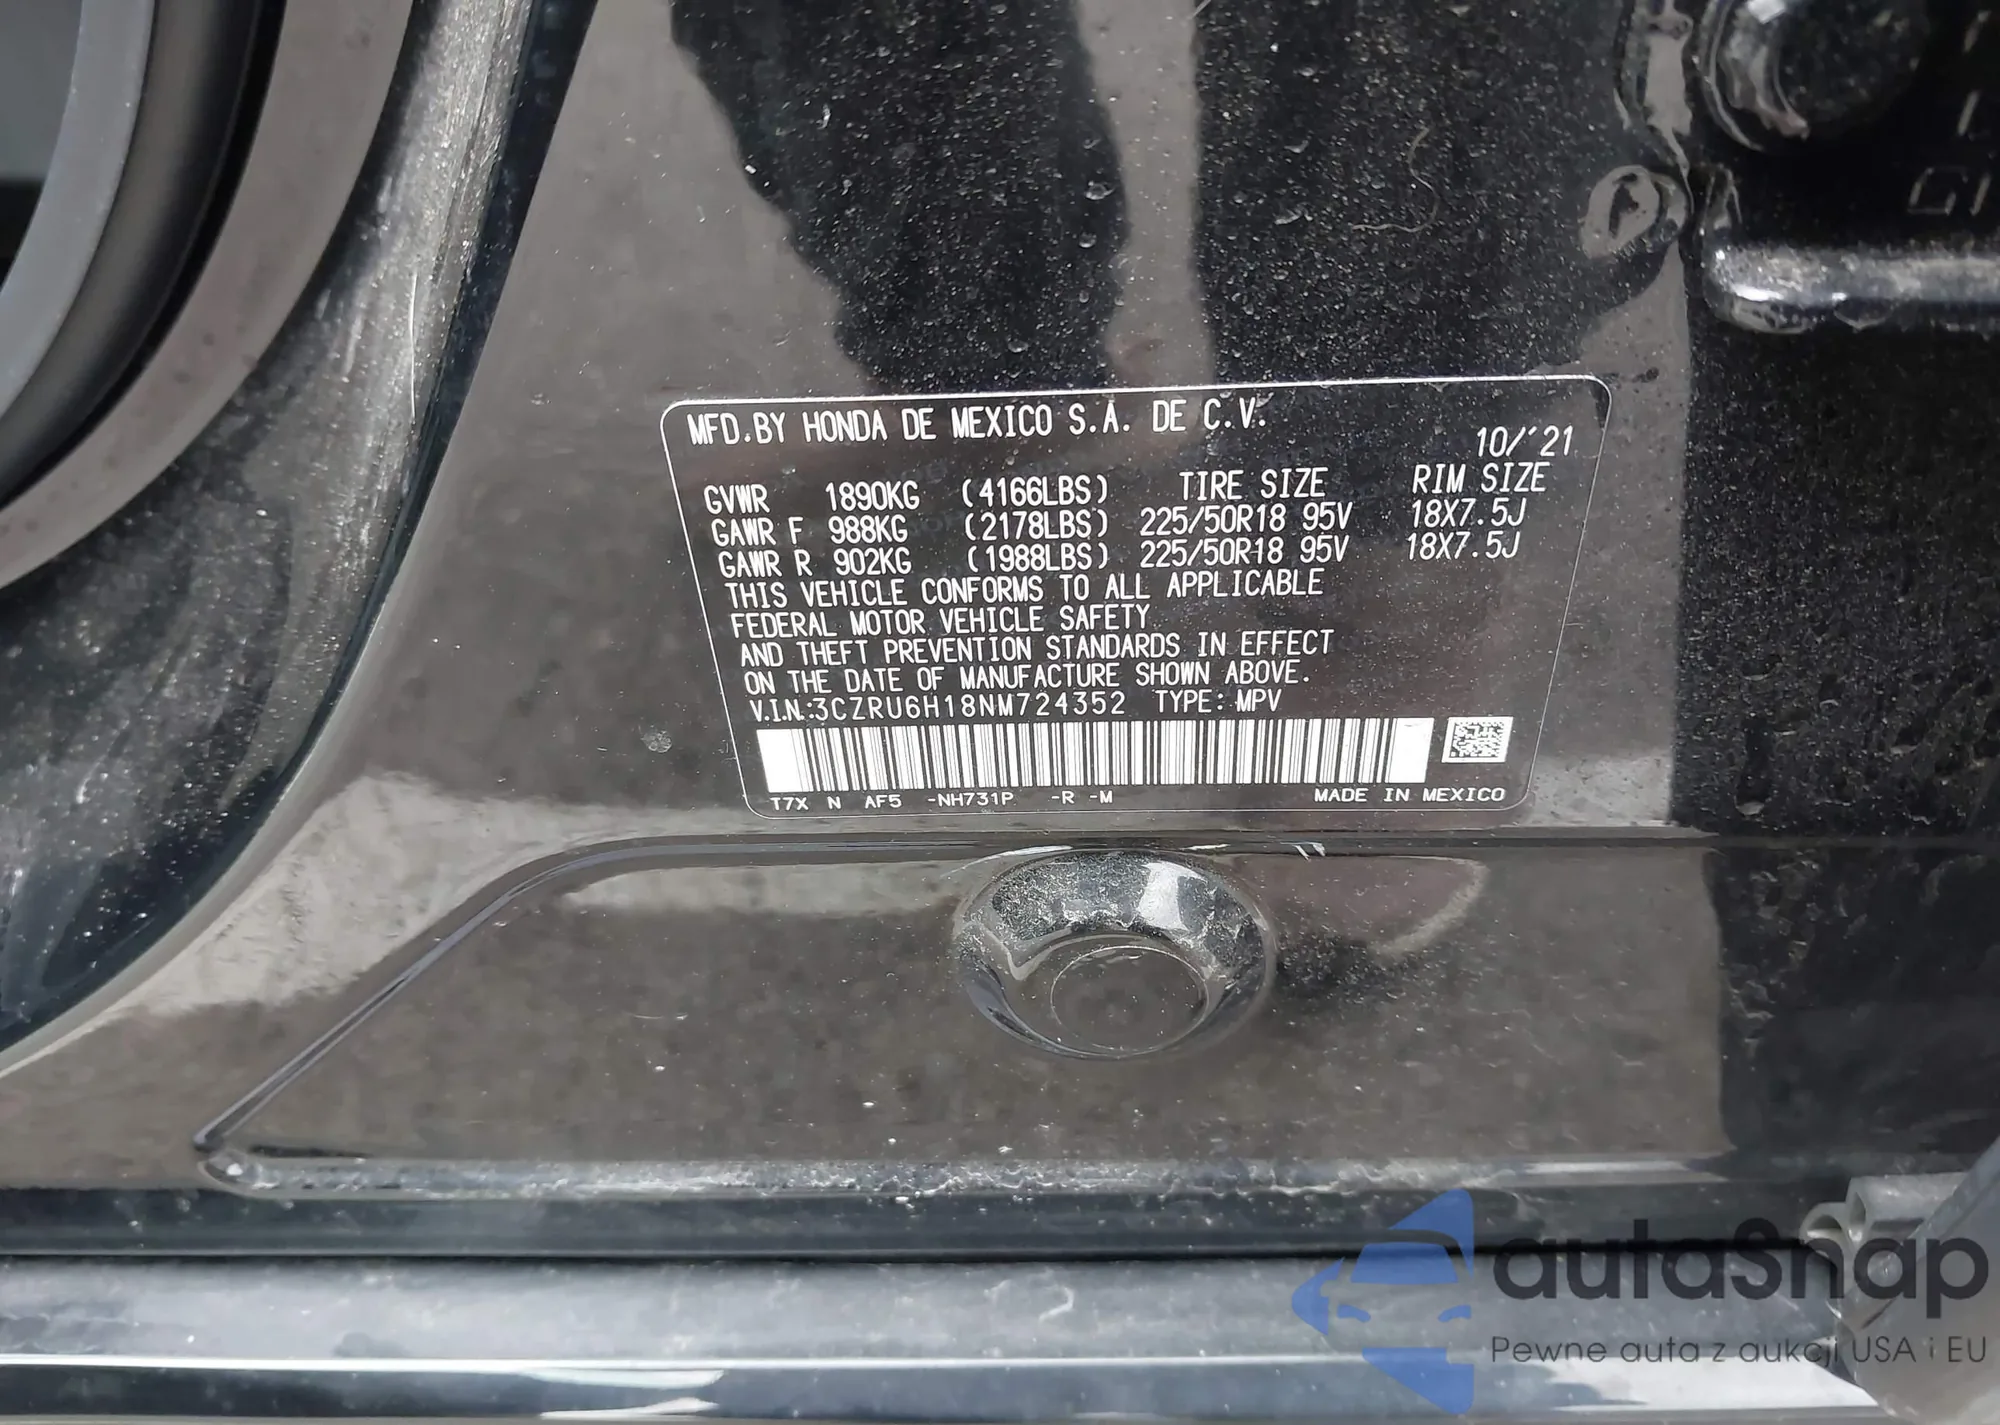 MFD.BY HONDA DE MEXICO S.A. DE C.V.
10/'21
GVWR 1890KG (4166LBS) TIRE SIZE RIM SIZE
GAWR F 988KG (2178LBS) 225/50R18 95V 18X7.5J
GAWR R 902KG (1988LBS) 225/50R18 95V 18X7.5J
THIS VEHICLE CONFORMS TO ALL APPLICABLE
FEDERAL MOTOR VEHICLE SAFETY
AND THEFT PREVENTION STANDARDS IN EFFECT
ON THE DATE OF MANUFACTURE SHOWN ABOVE.
V.I.N.:3CZRU6H18NM724352 TYPE: MPV
T7X N AF5 -NH731P -R -M MADE IN MEXICO
autaSnap
Pewne auta z aukcji USA i EU